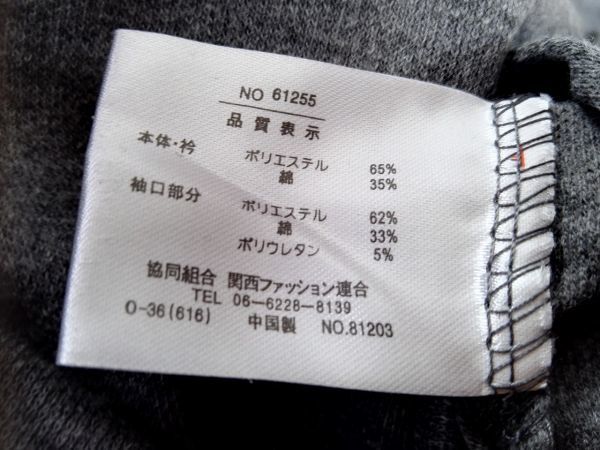 NO 61255
品質表示
本体・衿 ポリエステル 65%
綿 35%
袖口部分 ポリエステル 62%
綿 33%
ポリウレタン 5%
協同組合 関西ファッション連合
TEL 06-6228-8139
O-36(616) 中国製 NO.81203